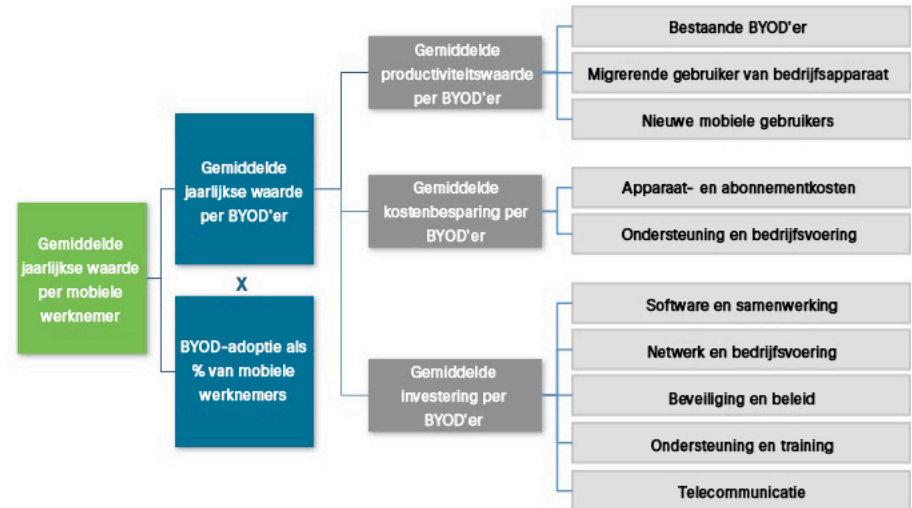 Gemiddelde
jaarlijkse waarde
per mobiele
werknemer
Gemiddelde
jaarlijkse waarde
per BYOD'er
X
BYOD-adoptie als
% van mobiele
werknemers
Gemiddelde
productiviteitswaarde
per BYOD'er
Bestaande BYOD'er
Migrerende gebruiker van bedrijfsapparaat
Nieuwe mobiele gebruikers
Gemiddelde
kostenbesparing per
BYOD'er
Apparaat- en abonnementkosten
Ondersteuning en bedrijfsvoering
Gemiddelde
investering per
BYOD'er
Software en samenwerking
Netwerk en bedrijfsvoering
Beveiliging en beleid
Ondersteuning en training
Telecommunicatie